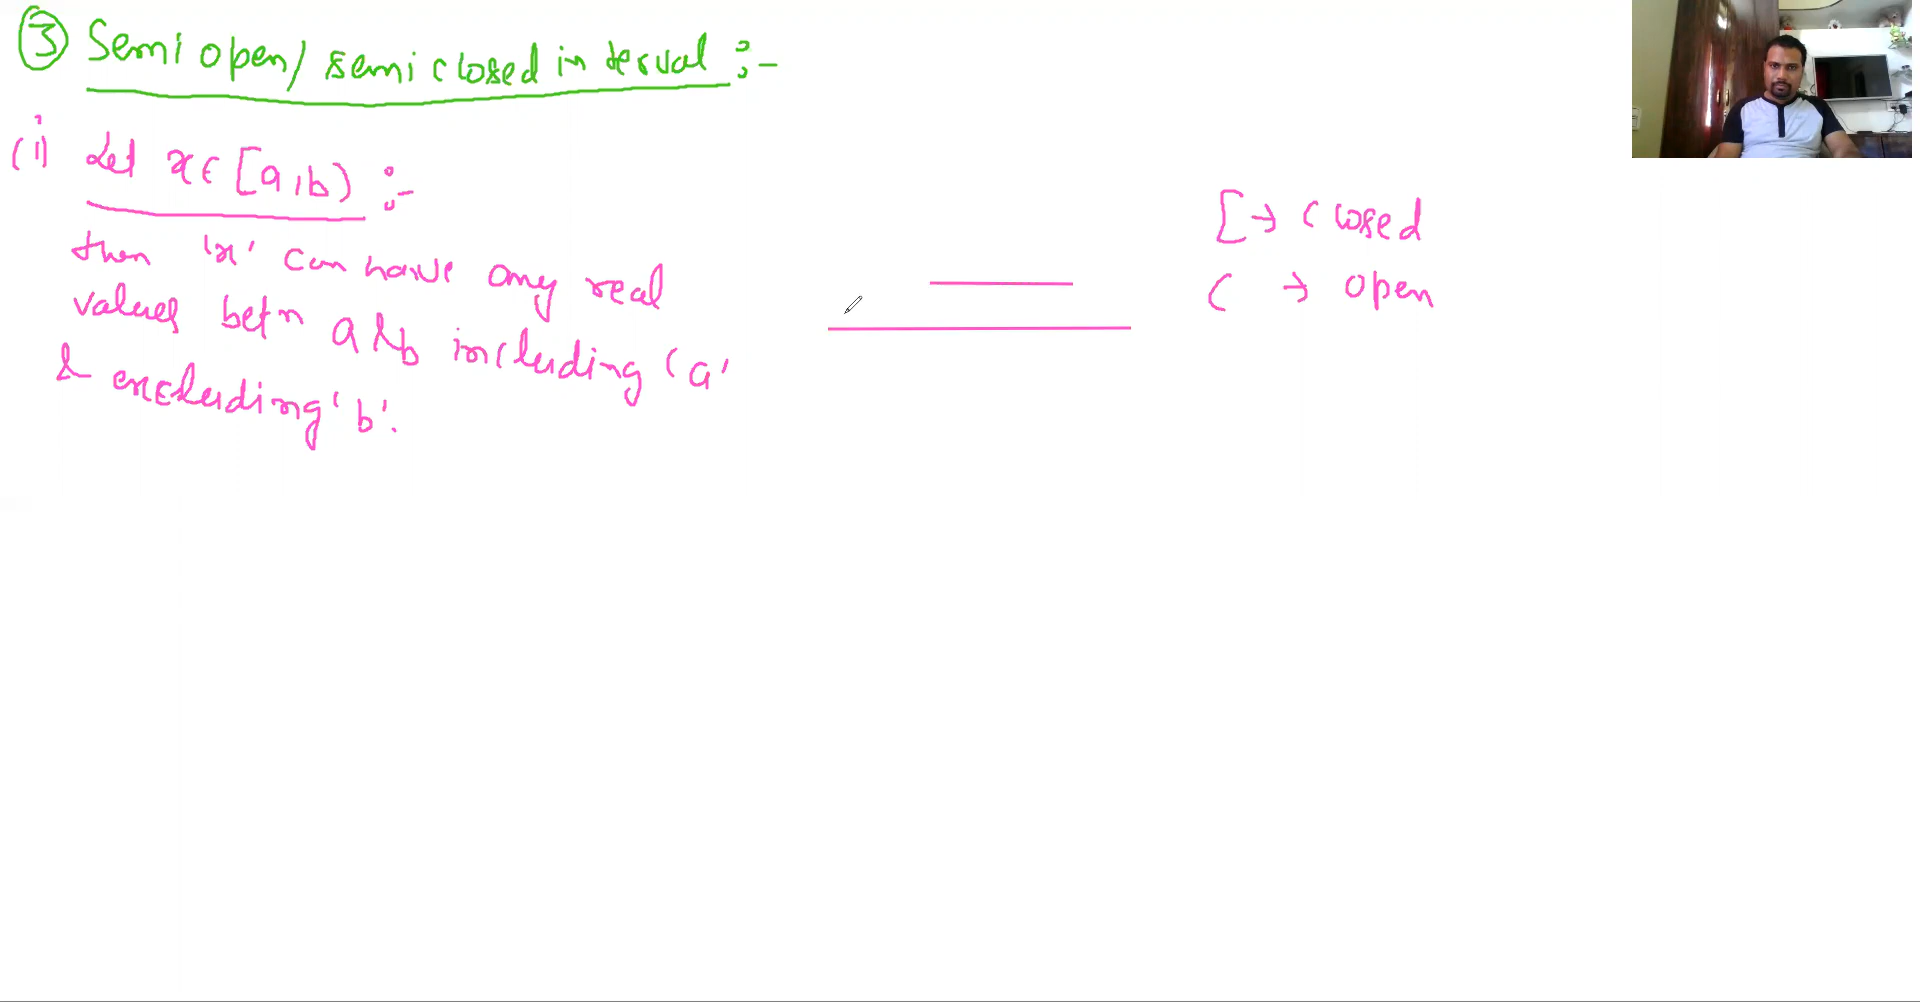 ③ Semi open/ semi closed interval :-
(i) Let x∈[a,b) :-
then 'x' can have any real
values betn a & b including 'a'
& excluding 'b'.
[→ closed
( → open